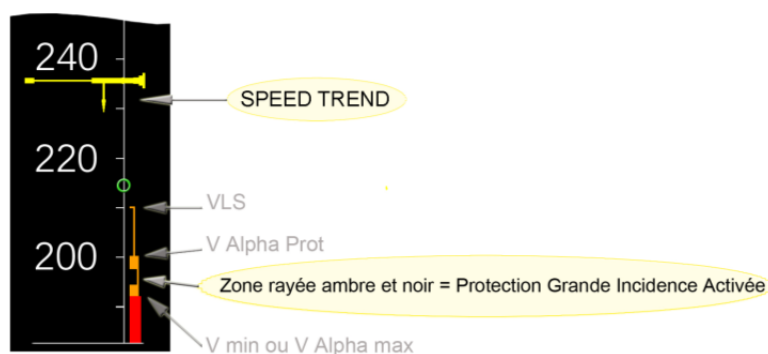 240
SPEED TREND
220
VLS
V Alpha Prot
200
Zone rayée ambre et noir = Protection Grande Incidence Activée
V min ou V Alpha max